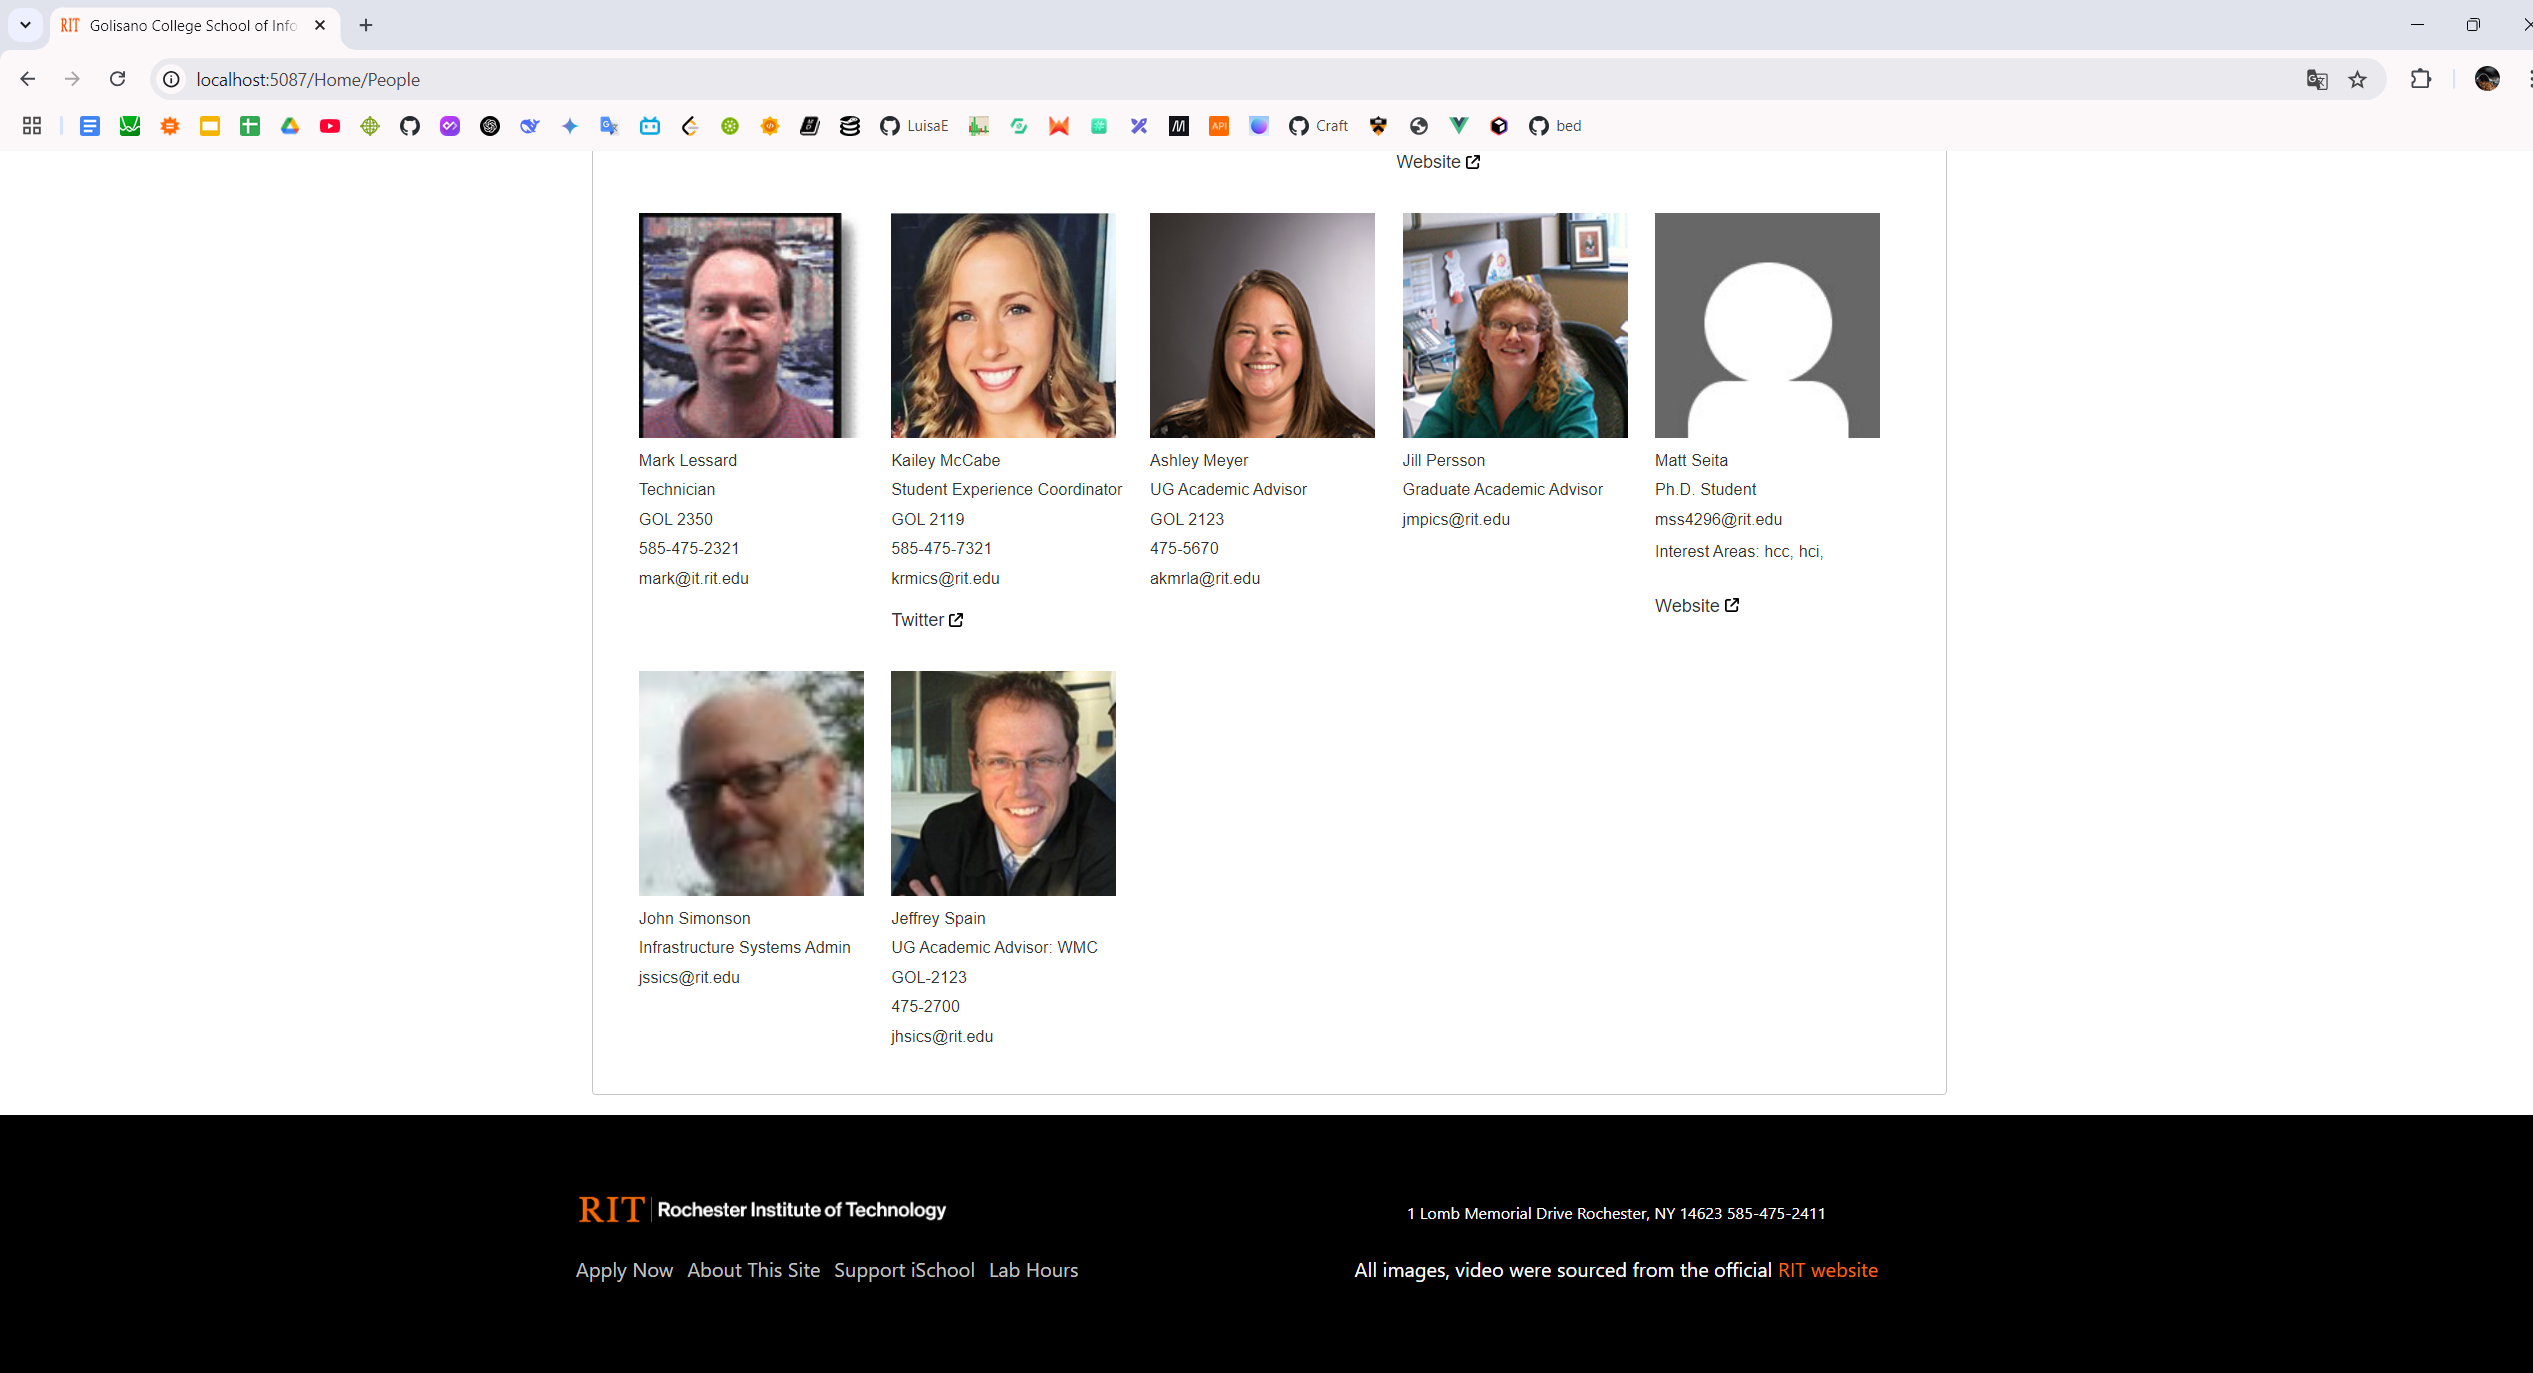 RIT Golisano College School of Info
localhost:5087/Home/People
LuisaE
API
Craft
bed
Website
Mark Lessard
Technician
GOL 2350
585-475-2321
mark@it.rit.edu
Kailey McCabe
Student Experience Coordinator
GOL 2119
585-475-7321
krmics@rit.edu
Twitter
Ashley Meyer
UG Academic Advisor
GOL 2123
475-5670
akmrla@rit.edu
Jill Persson
Graduate Academic Advisor
jmpics@rit.edu
Matt Seita
Ph.D. Student
mss4296@rit.edu
Interest Areas: hcc, hci,
Website
John Simonson
Infrastructure Systems Admin
jssics@rit.edu
Jeffrey Spain
UG Academic Advisor: WMC
GOL-2123
475-2700
jhsics@rit.edu
RIT | Rochester Institute of Technology
Apply Now About This Site Support iSchool Lab Hours
1 Lomb Memorial Drive Rochester, NY 14623 585-475-2411
All images, video were sourced from the official RIT website